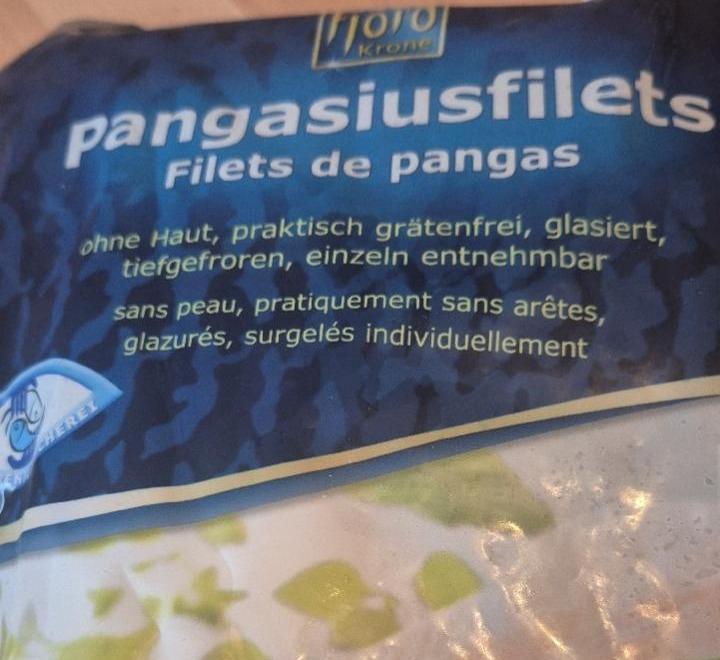 fjord
Krone
pangasiusfilets
Filets de pangas
ohne Haut, praktisch grätenfrei, glasiert,
tiefgefroren, einzeln entnehmbar
sans peau, pratiquement sans arêtes,
glazurés, surgelés individuellement